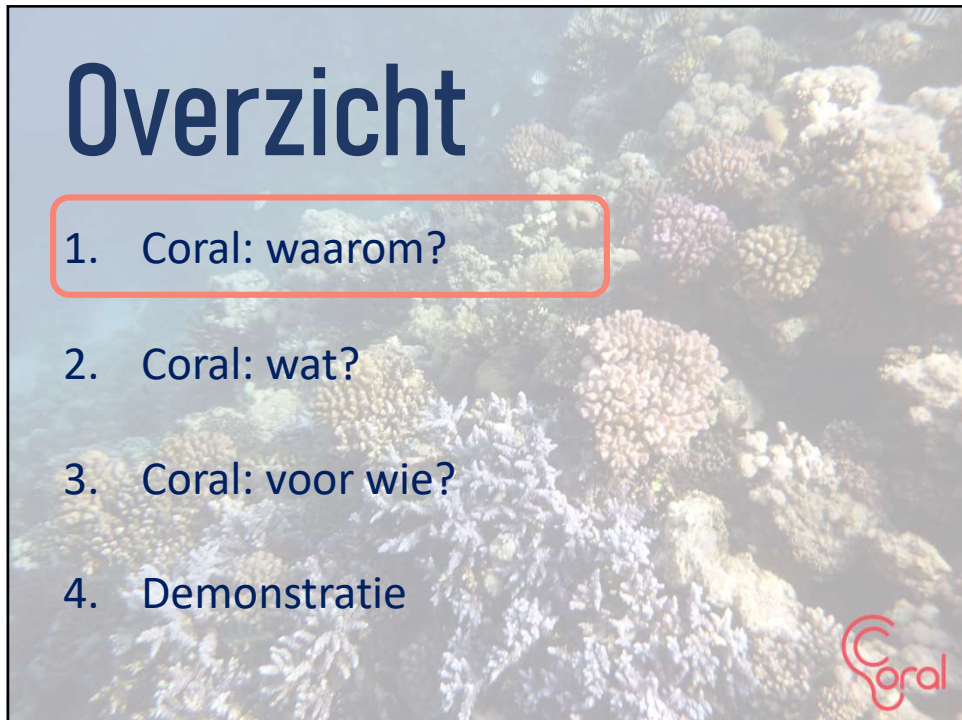 Overzicht
1. Coral: waarom?
2. Coral: wat?
3. Coral: voor wie?
4. Demonstratie
Coral